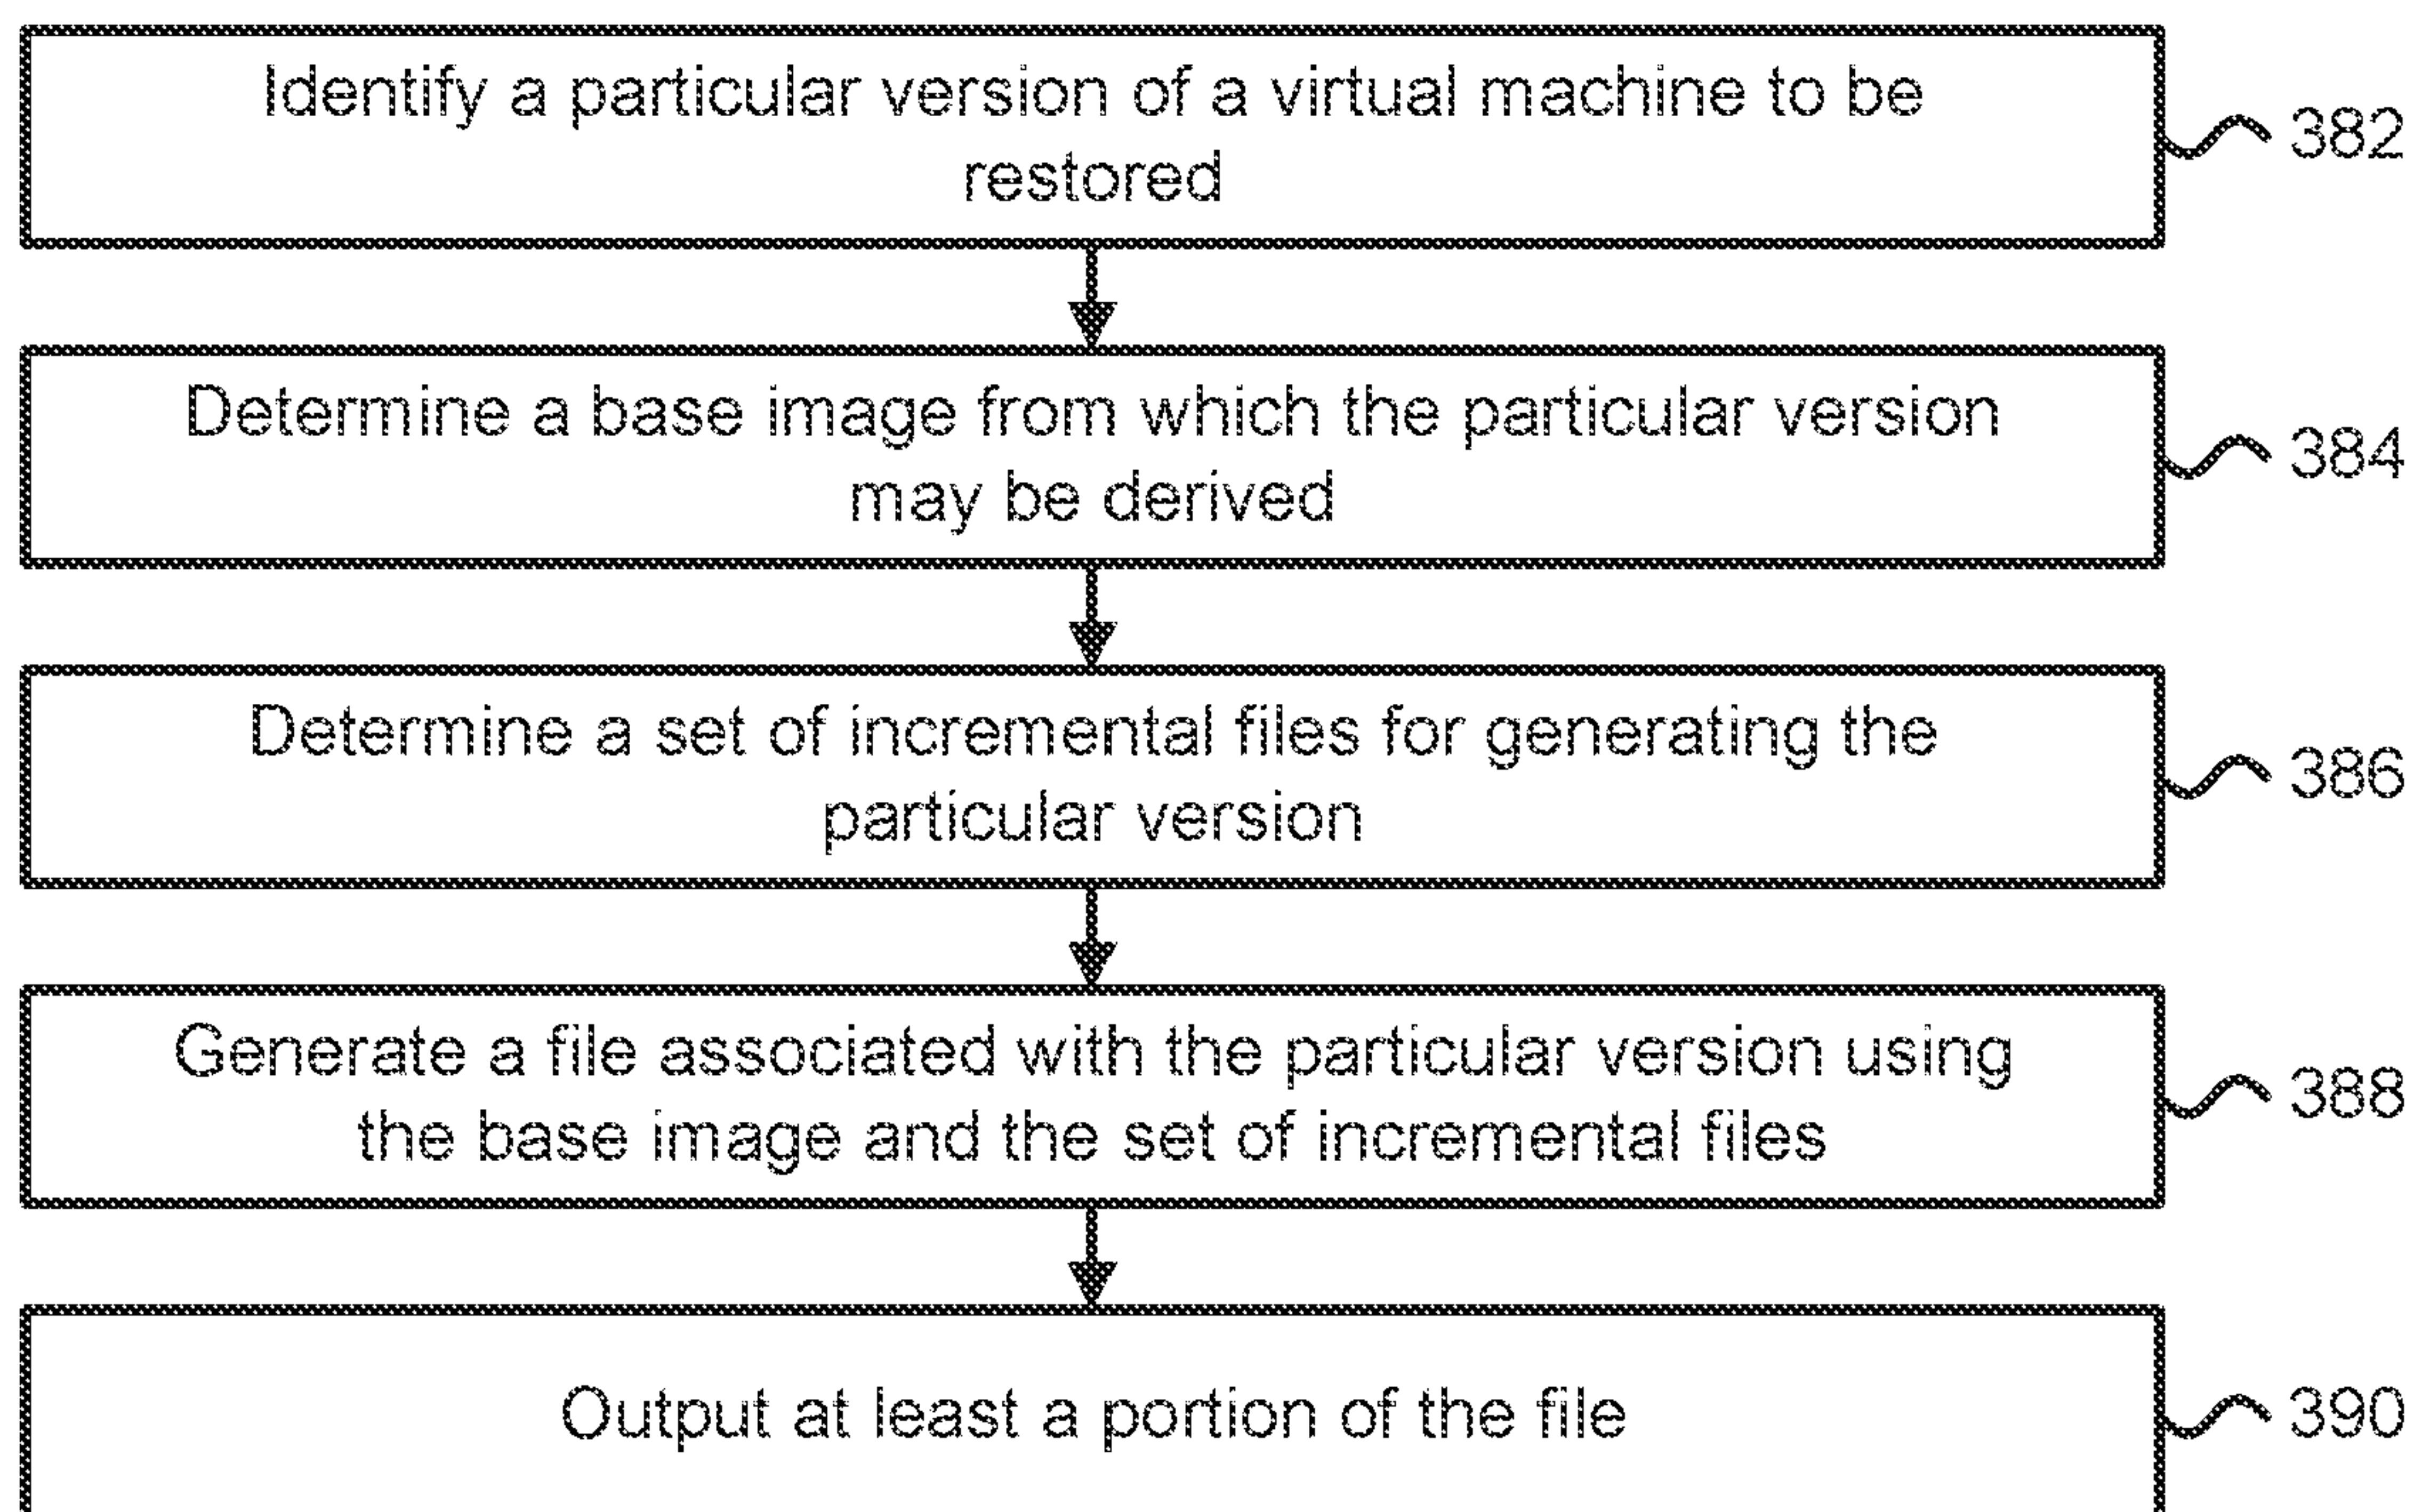 Identify a particular version of a virtual machine to be
restored
382
Determine a base image from which the particular version
may be derived
384
Determine a set of incremental files for generating the
particular version
386
Generate a file associated with the particular version using
the base image and the set of incremental files
388
Output at least a portion of the file
390